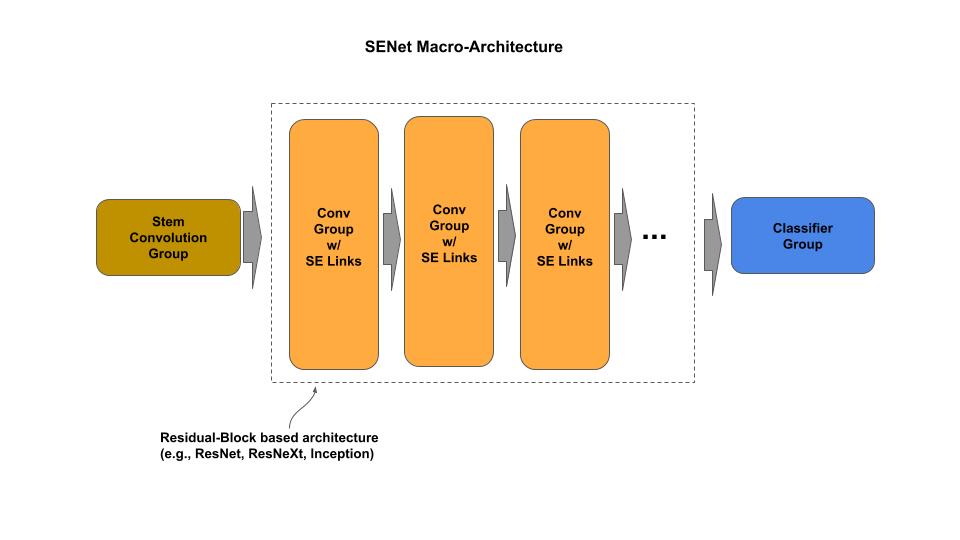 SENet Macro-Architecture
Stem
Convolution
Group
Conv
Group
w/
SE Links
Conv
Group
w/
SE Links
Conv
Group
w/
SE Links
...
Classifier
Group
Residual-Block based architecture
(e.g., ResNet, ResNeXt, Inception)